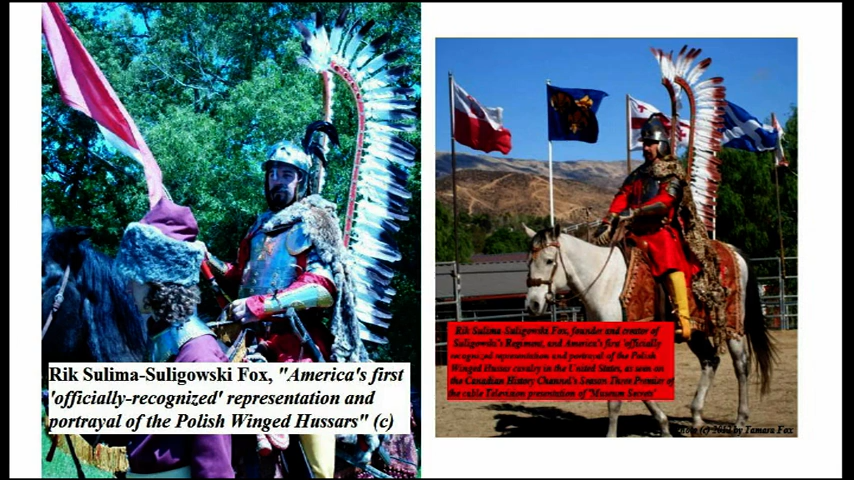 Rik Sulima-Suligowski Fox, "America's first
'officially-recognized' representation and
portrayal of the Polish Winged Hussars" (c)
Rik Sulima-Suligowski Fox, founder and creator of
Suligowski's Regiment, and America's first 'officially
recognized representation and portrayal of the Polish
Winged Hussar cavalry in the United States, as seen on
the Canadian History Channel's Season Three Premier of
the cable Television presentation of "Museum Secrets'
Photo (c) 2012 by Tamara Fox